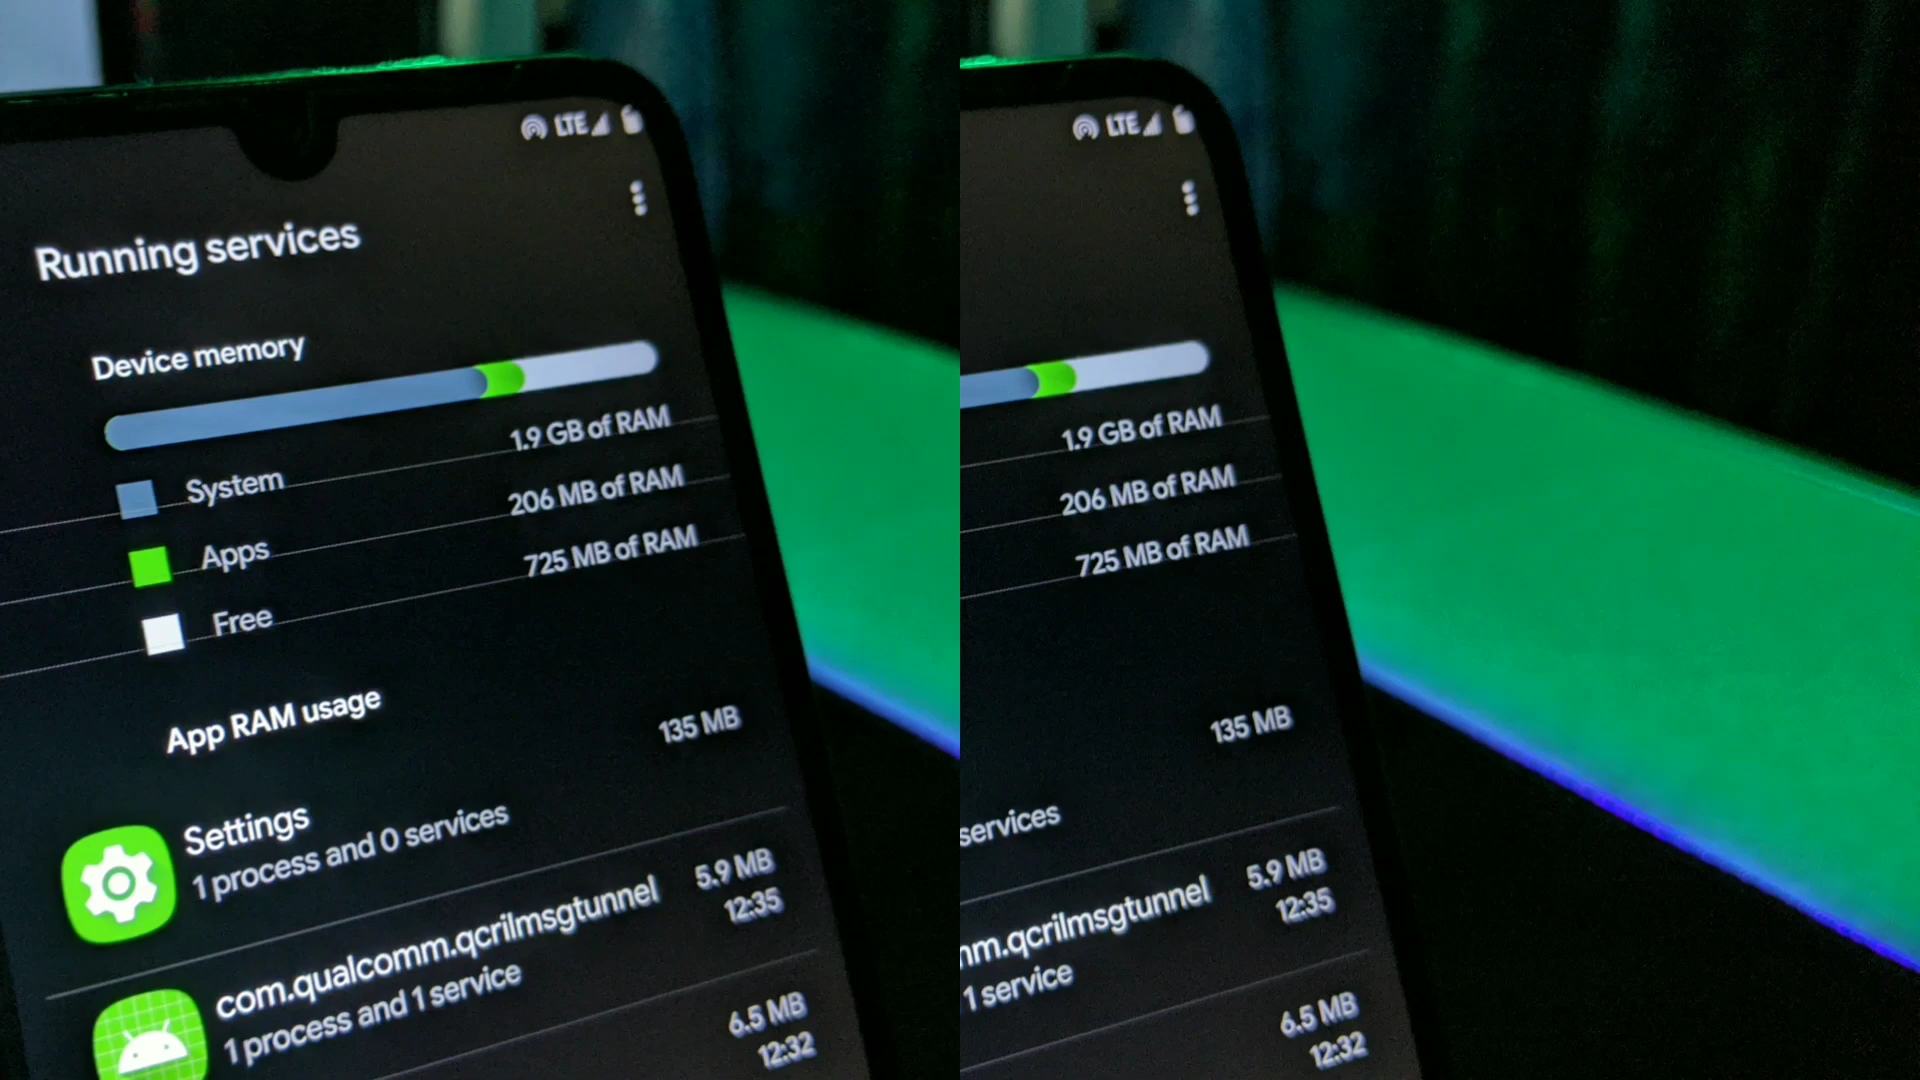 LTE
Running services
Device memory
1.9 GB of RAM
System
206 MB of RAM
Apps
725 MB of RAM
Free
App RAM usage
135 MB
Settings
1 process and 0 services
5.9 MB
com.qualcomm.qcrilmsgtunnel
12:35
1 process and 1 service
6.5 MB
12:32
LTE
1.9 GB of RAM
206 MB of RAM
725 MB of RAM
135 MB
services
5.9 MB
mm.qcrilmsgtunnel
12:35
1 service
6.5 MB
12:32